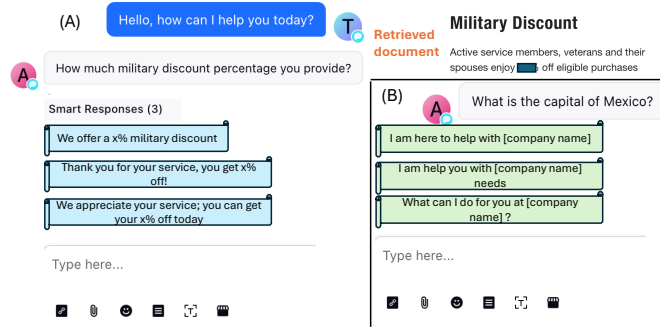 (A)
Hello, how can I help you today?
T
A
How much military discount percentage you provide?
Smart Responses (3)
We offer a x% military discount
Thank you for your service, you get x%
off!
We appreciate your service; you can get
your x% off today
Type here...
Retrieved
document
Military Discount
Active service members, veterans and their
spouses enjoy off eligible purchases
(B)
A
What is the capital of Mexico?
I am here to help with [company name]
I am help you with [company name]
needs
What can I do for you at [company
name] ?
Type here...